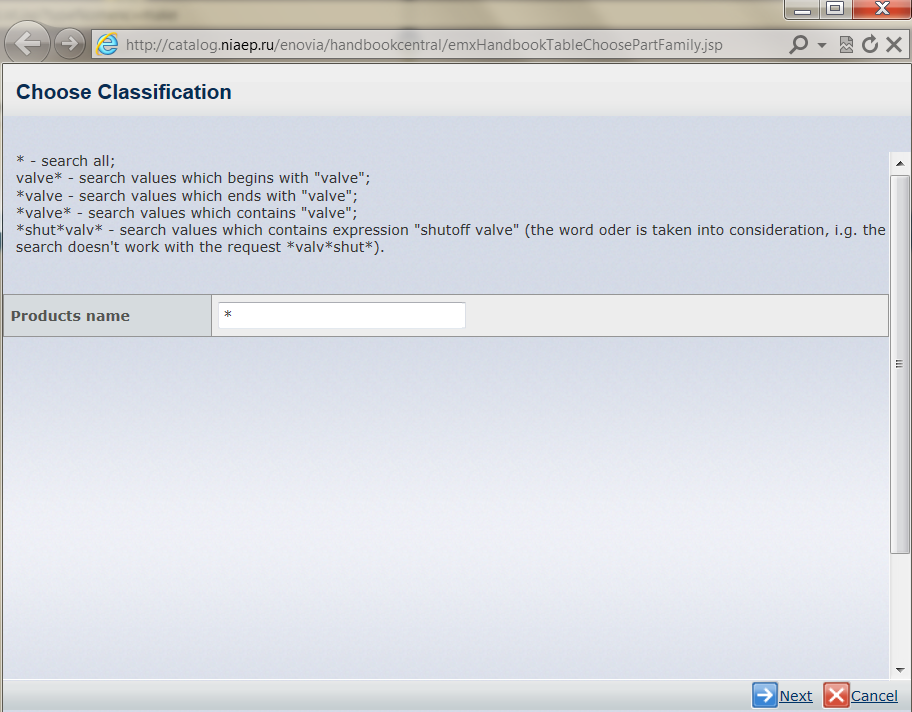 http://catalog.niaep.ru/enovia/handbookcentral/emxHandbookTableChoosePartFamily.jsp
Choose Classification
* - search all;
valve* - search values which begins with "valve";
*valve - search values which ends with "valve";
*valve* - search values which contains "valve";
*shut*valv* - search values which contains expression "shutoff valve" (the word oder is taken into consideration, i.g. the
search doesn't work with the request *valv*shut*).
Products name
*
Next
Cancel